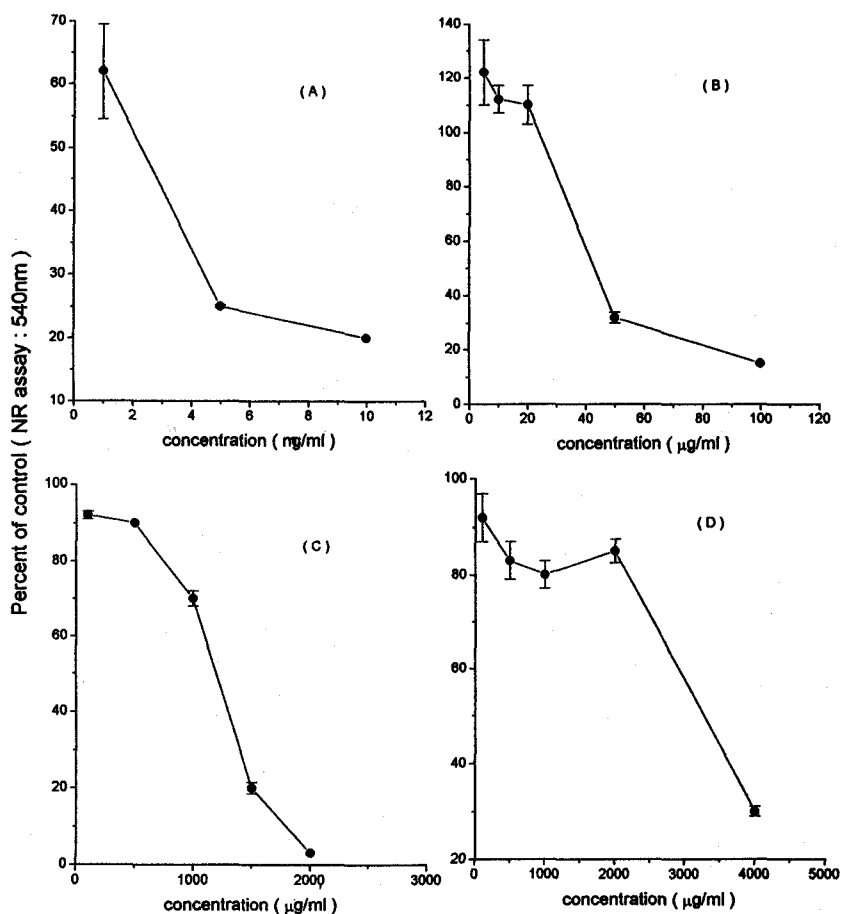 Percent of control ( NR assay : 540nm)
70
60
50
40
30
20
10
0 2 4 6 8 10 12
( A )
concentration ( ng/ml )
140
120
100
80
60
40
20
0
0 20 40 60 80 100 120
( B )
concentration ( μg/ml )
100
80
60
40
20
0
0 1000 2000 3000
( C )
concentration ( μg/ml )
100
80
60
40
20
0 1000 2000 3000 4000 5000
( D )
concentration ( μg/ml )